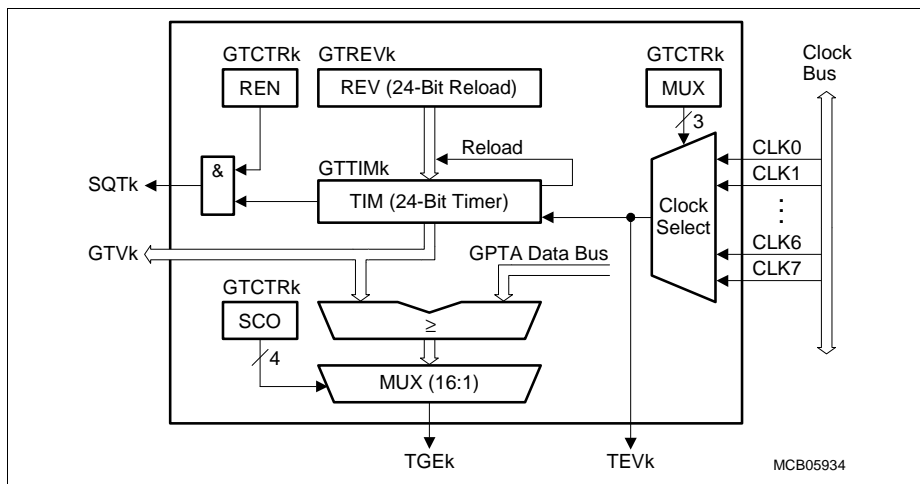 GTCTRk
REN
GTREVk
REV (24-Bit Reload)
GTCTRk
MUX
Clock
Bus
3
Reload
CLK0
CLK1
&
SQTk
GTTIMk
TIM (24-Bit Timer)
Clock
Select
GTVk
GPTA Data Bus
CLK6
CLK7
GTCTRk
SCO
≥
4
MUX (16:1)
TGEk
TEVk
MCB05934